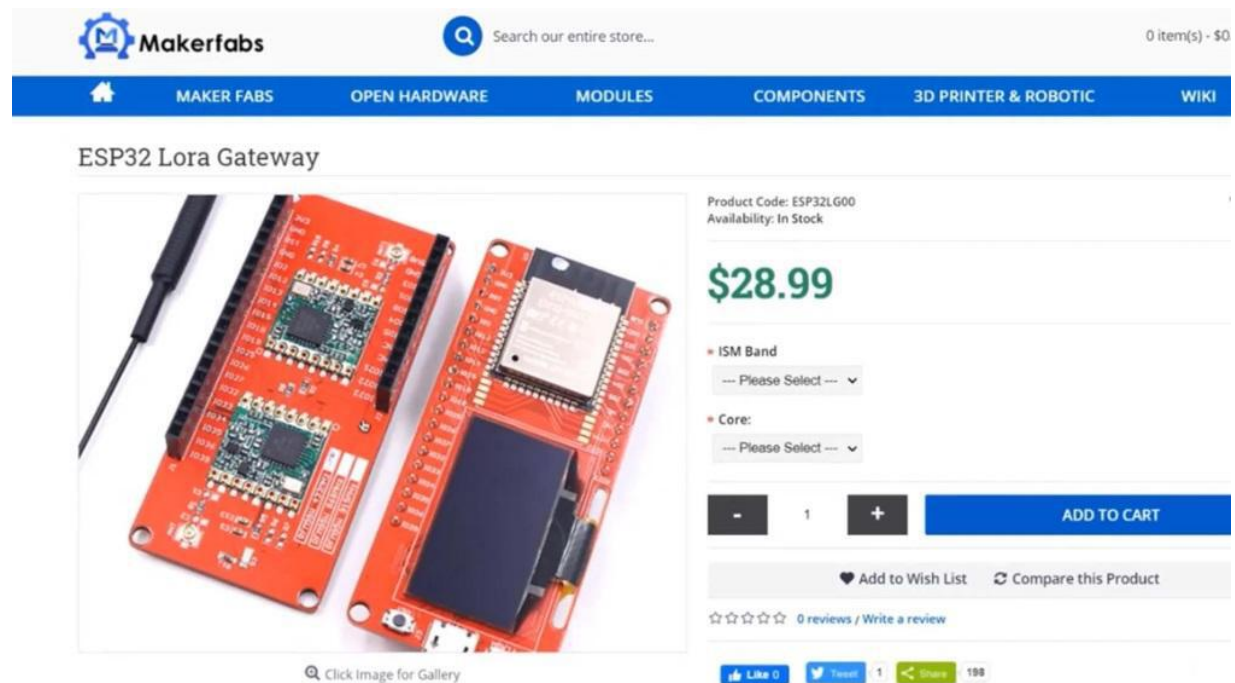 Makerfabs
Search our entire store...
0 item(s) - $0
MAKER FABS OPEN HARDWARE MODULES COMPONENTS 3D PRINTER & ROBOTIC WIKI
ESP32 Lora Gateway
Product Code: ESP32LG00
Availability: In Stock
$28.99
* ISM Band
--- Please Select ---
* Core:
--- Please Select ---
- 1 +
ADD TO CART
Add to Wish List Compare this Product
0 reviews / Write a review
Click Image for Gallery
Like 0 Tweet 1 Share 198